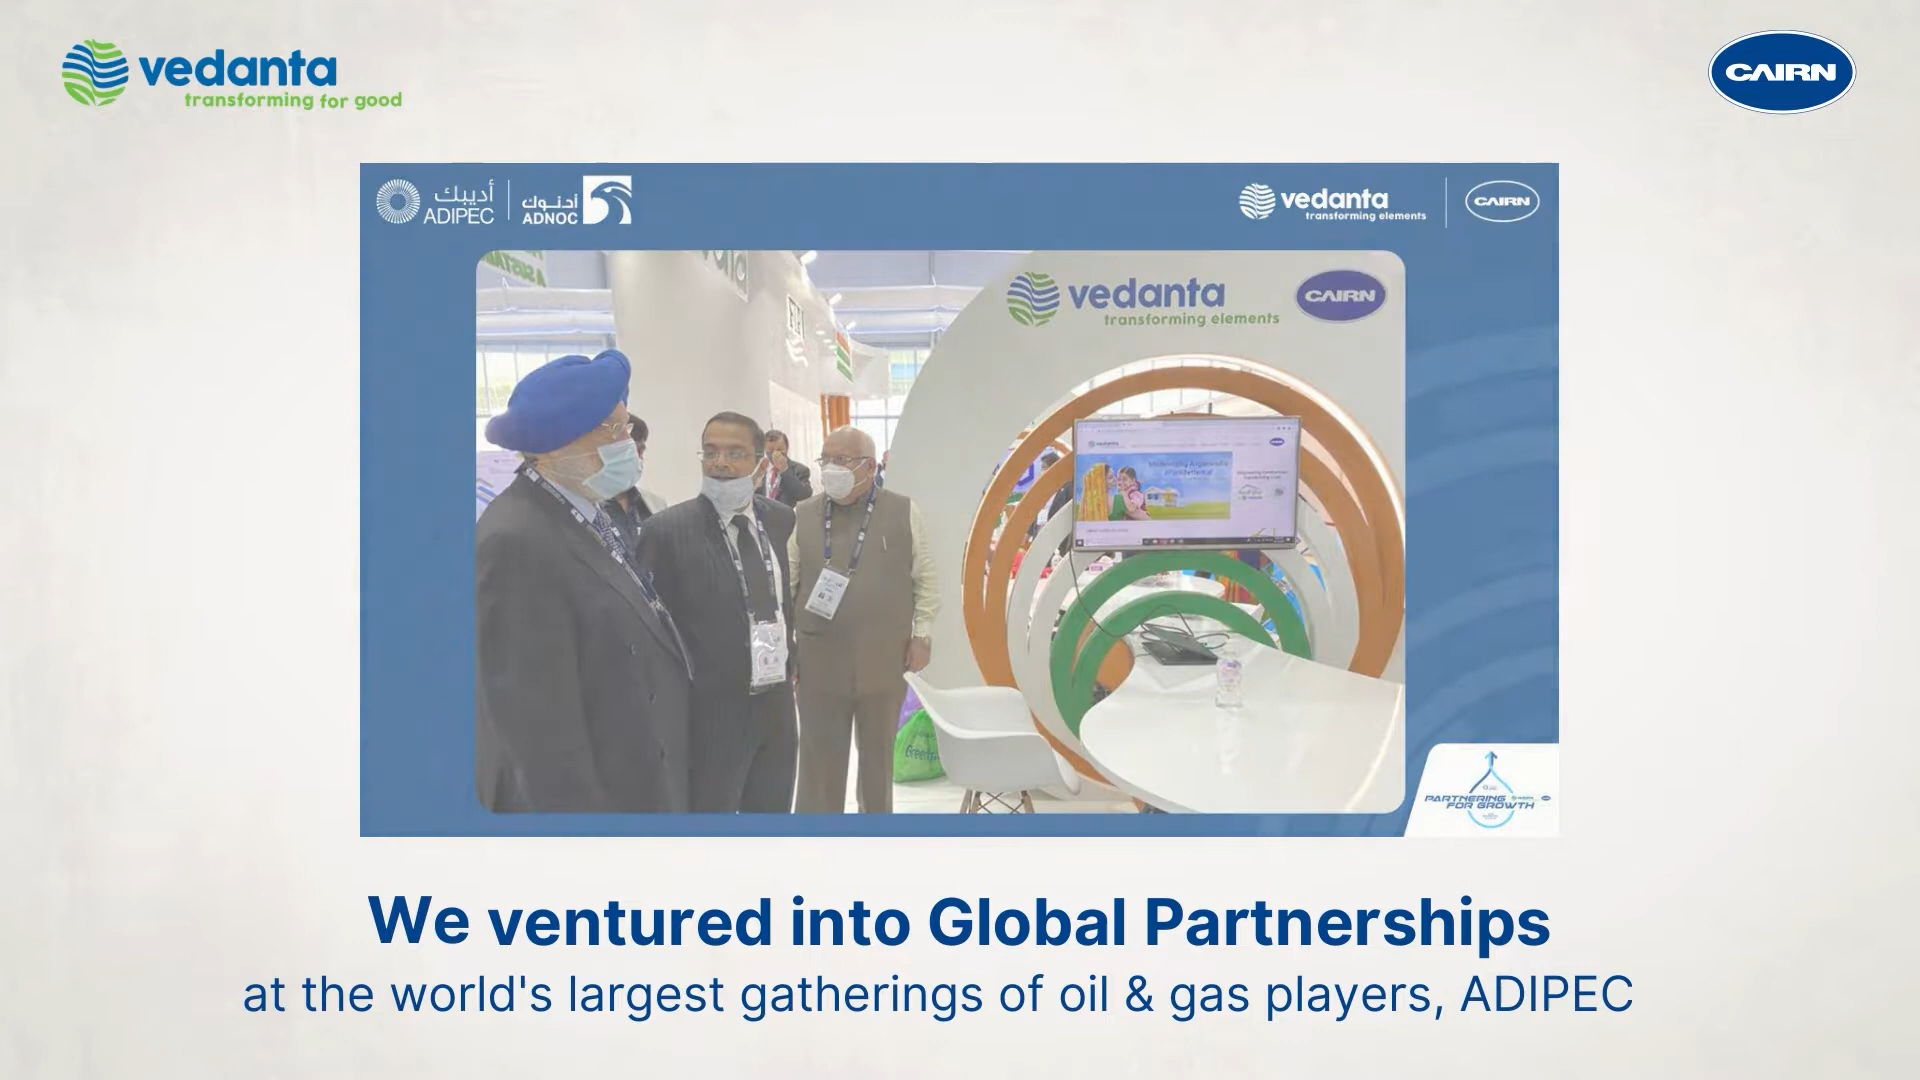 vedanta
transforming for good
CAIRN
أديبك
ADIPEC
أدنوك
ADNOC
vedanta
transforming elements
CAIRN
vedanta
transforming elements
CAIRN
PARTNERING
FOR GROWTH
We ventured into Global Partnerships
at the world's largest gatherings of oil & gas players, ADIPEC